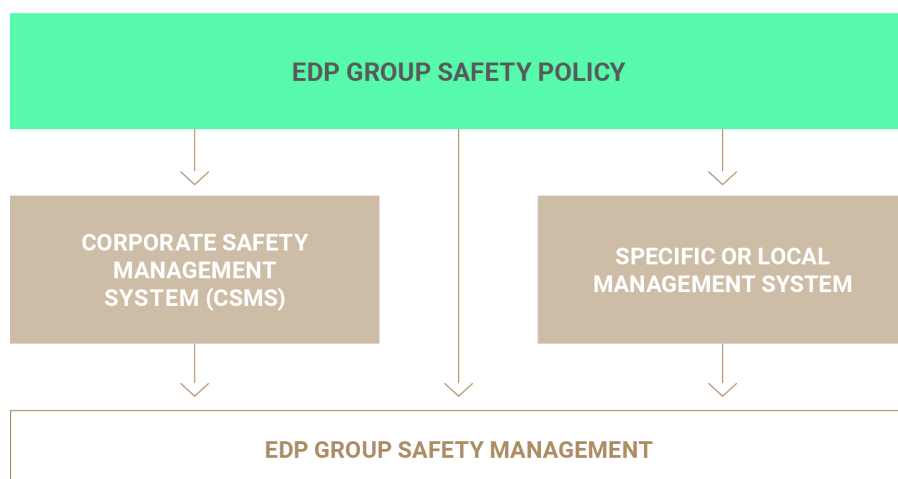 EDP GROUP SAFETY POLICY
CORPORATE SAFETY
MANAGEMENT
SYSTEM (CSMS)
SPECIFIC OR LOCAL
MANAGEMENT SYSTEM
EDP GROUP SAFETY MANAGEMENT